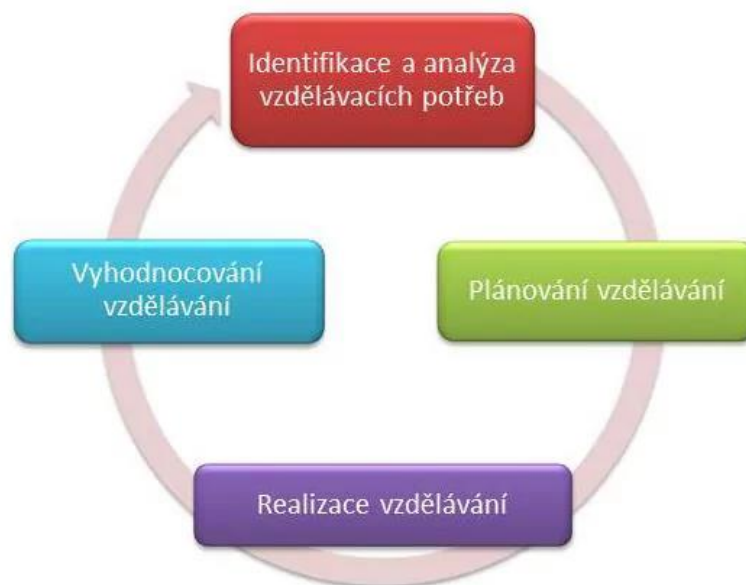 Identifikace a analýza
vzdělávacích potřeb
Plánování vzdělávání
Realizace vzdělávání
Vyhodnocování
vzdělávání